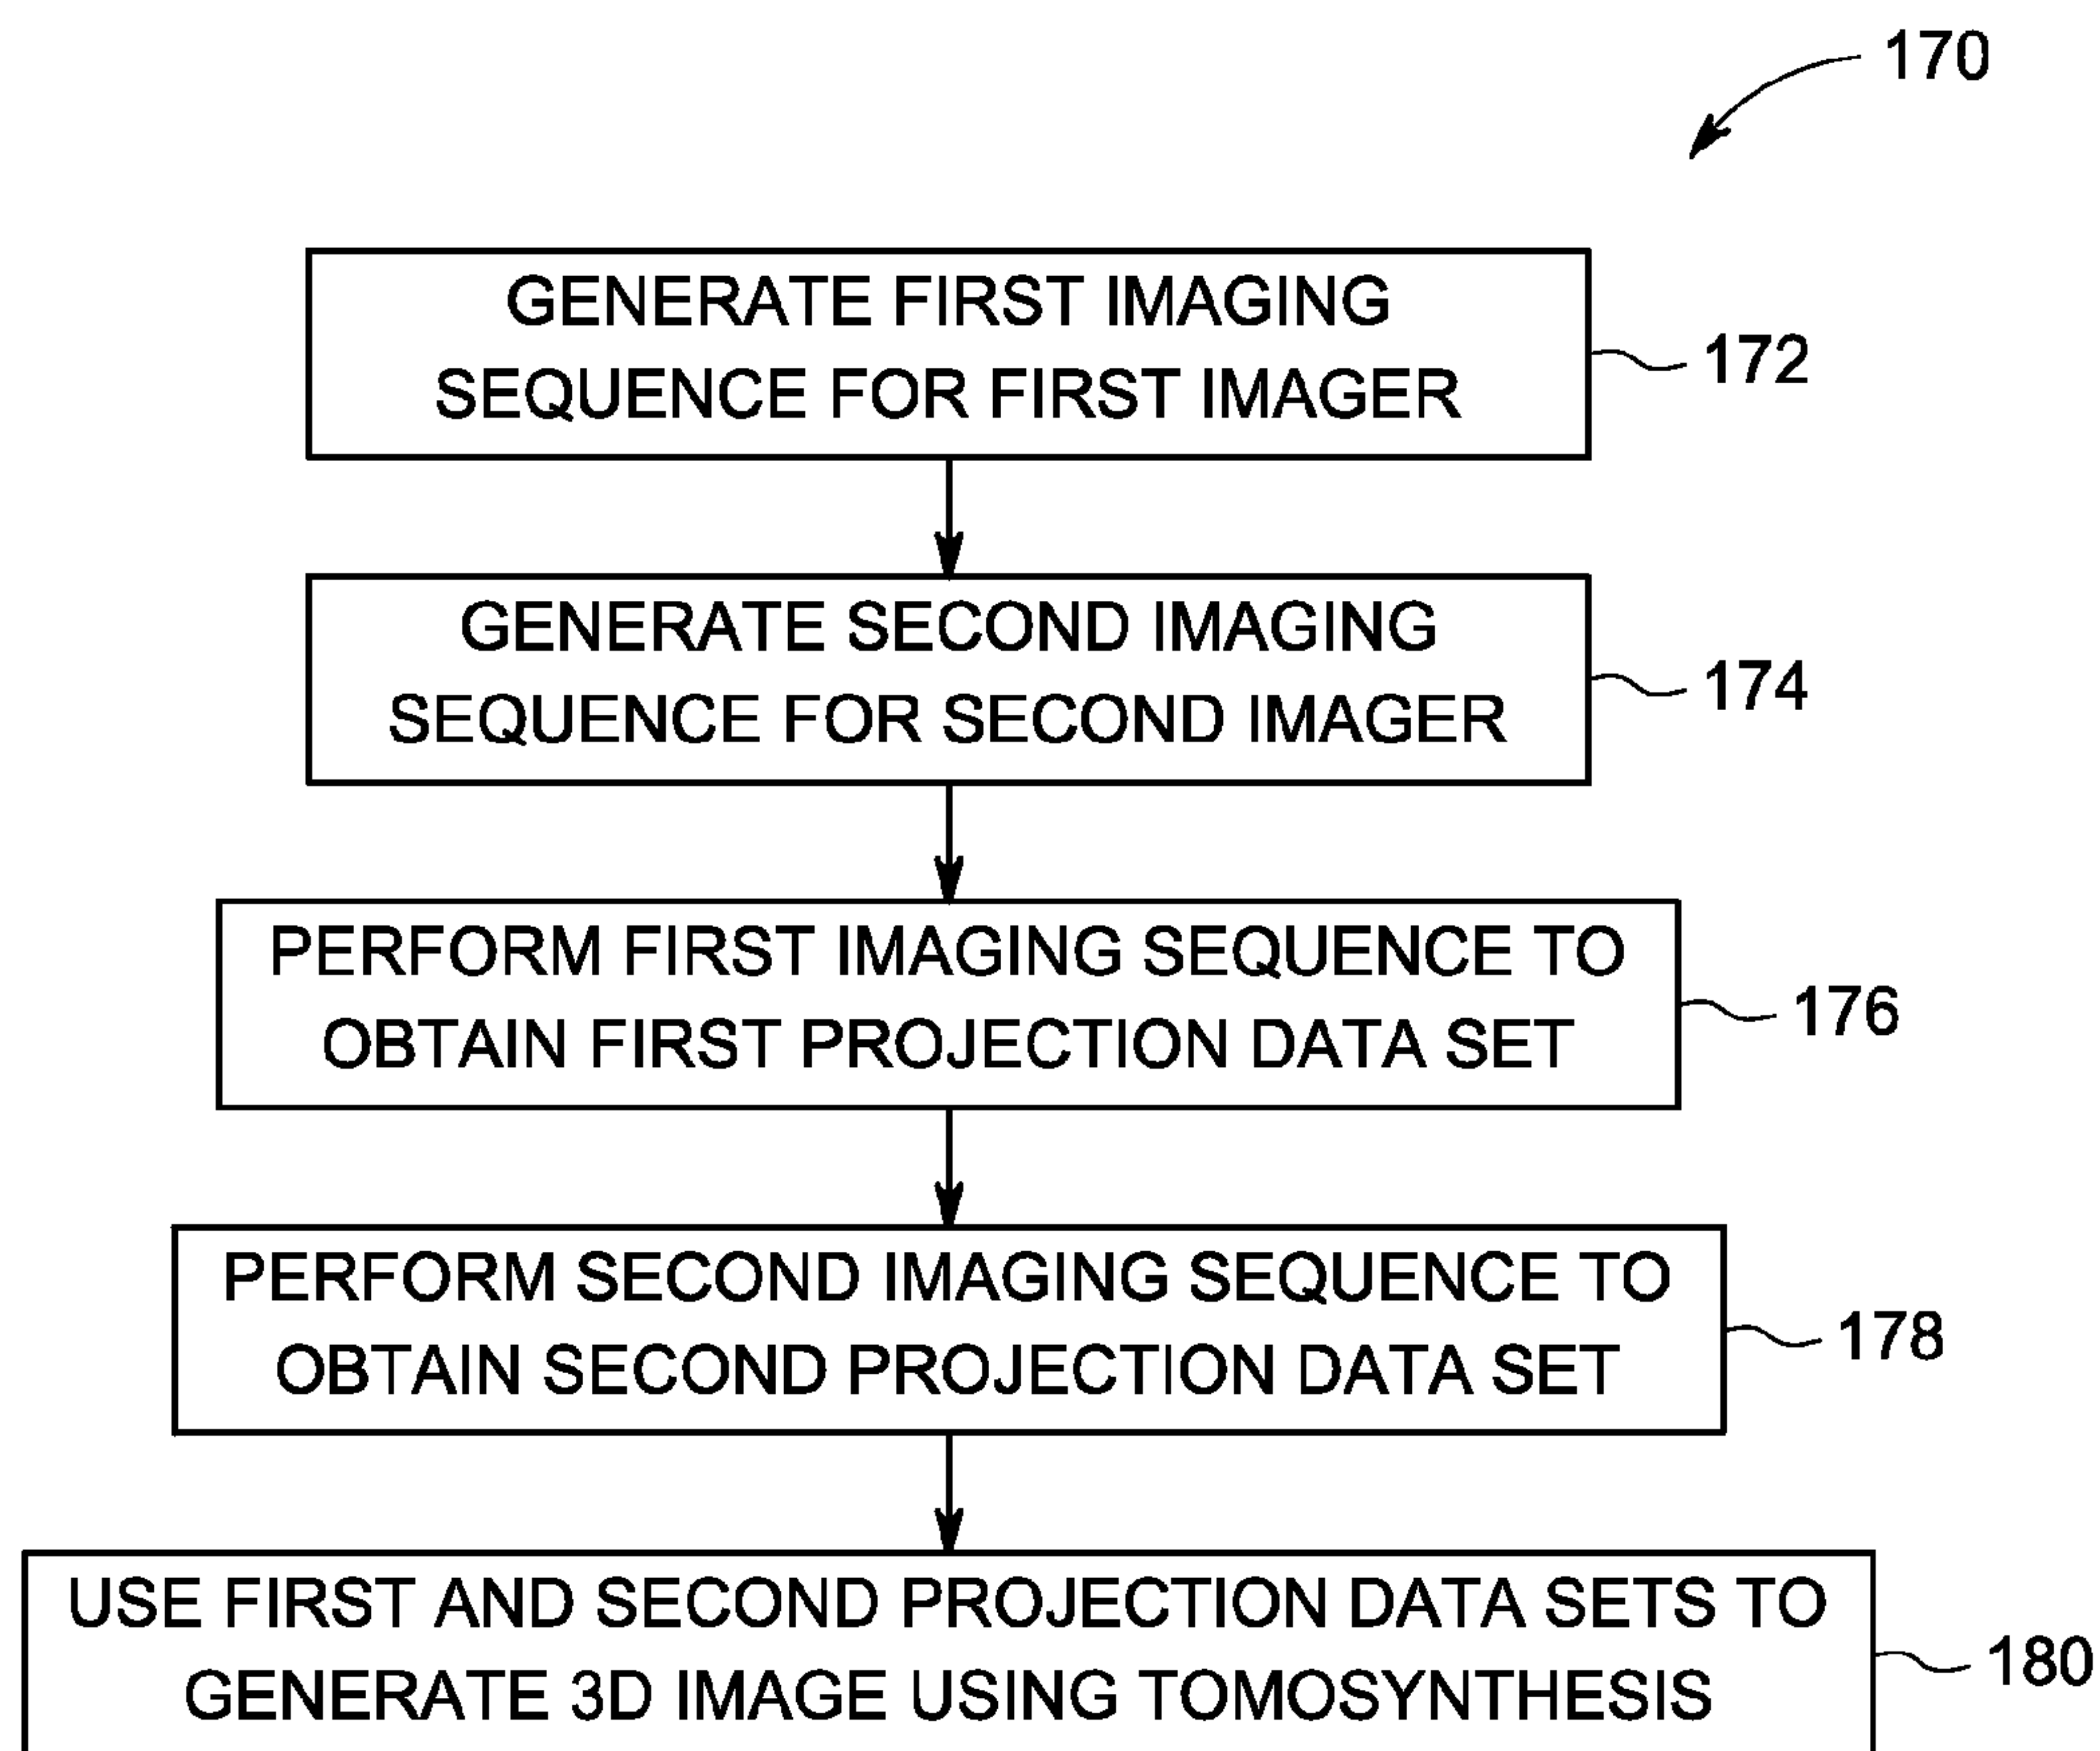 170
GENERATE FIRST IMAGING
SEQUENCE FOR FIRST IMAGER
172
GENERATE SECOND IMAGING
SEQUENCE FOR SECOND IMAGER
174
PERFORM FIRST IMAGING SEQUENCE TO
OBTAIN FIRST PROJECTION DATA SET
176
PERFORM SECOND IMAGING SEQUENCE TO
OBTAIN SECOND PROJECTION DATA SET
178
USE FIRST AND SECOND PROJECTION DATA SETS TO
GENERATE 3D IMAGE USING TOMOSYNTHESIS
180